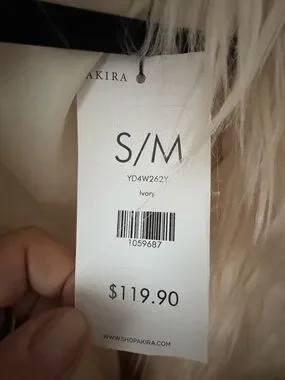 AKIRA
S/M
YD4W262Y
Ivory
1059687
$119.90
WWW.SHOPAKIRA.COM